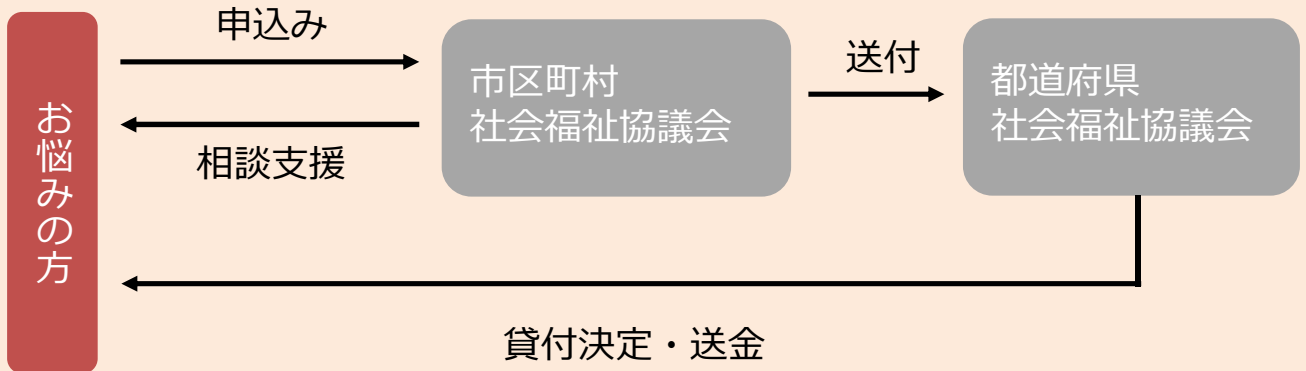 お悩みの方
申込み
相談支援
市区町村
社会福祉協議会
送付
都道府県
社会福祉協議会
貸付決定・送金